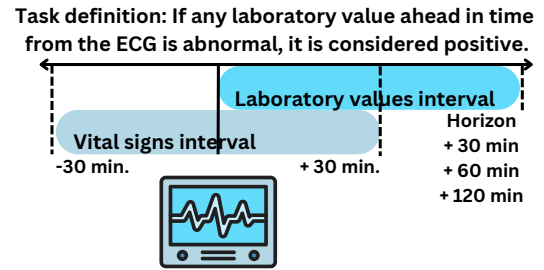 Task definition: If any laboratory value ahead in time
from the ECG is abnormal, it is considered positive.
Laboratory values interval
Vital signs interval
Horizon
-30 min.
+ 30 min.
+ 30 min
+ 60 min
+ 120 min